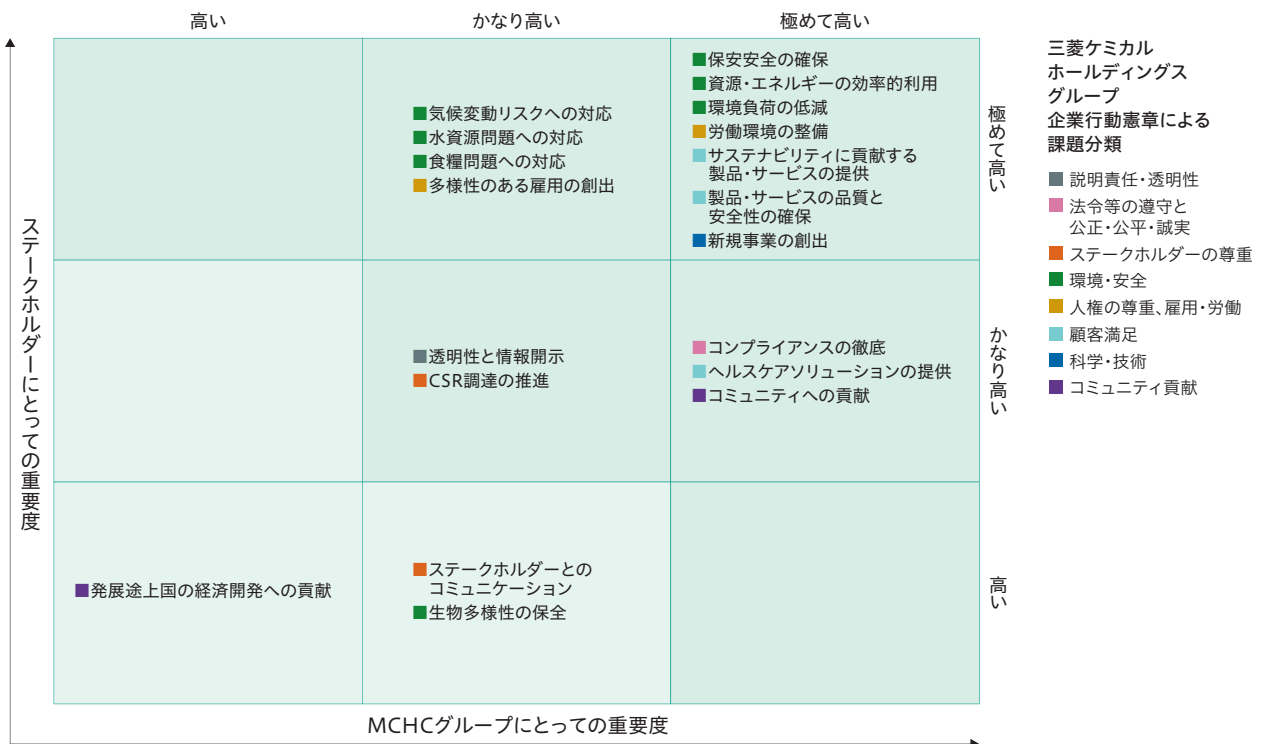 高い
かなり高い
極めて高い
ステークホルダーにとっての重要度
■気候変動リスクへの対応
■水資源問題への対応
■食糧問題への対応
■多様性のある雇用の創出
■保安安全の確保
■資源・エネルギーの効率的利用
■環境負荷の低減
■労働環境の整備
■サステナビリティに貢献する
製品・サービスの提供
■製品・サービスの品質と
安全性の確保
■新規事業の創出
極めて高い
■透明性と情報開示
■CSR調達の推進
■コンプライアンスの徹底
■ヘルスケアソリューションの提供
■コミュニティへの貢献
かなり高い
■発展途上国の経済開発への貢献
■ステークホルダーとの
コミュニケーション
■生物多様性の保全
高い
MCHCグループにとっての重要度
三菱ケミカル
ホールディングス
グループ
企業行動憲章による
課題分類
■説明責任・透明性
■法令等の遵守と
公正・公平・誠実
■ステークホルダーの尊重
■環境・安全
■人権の尊重、雇用・労働
■顧客満足
■科学・技術
■コミュニティ貢献